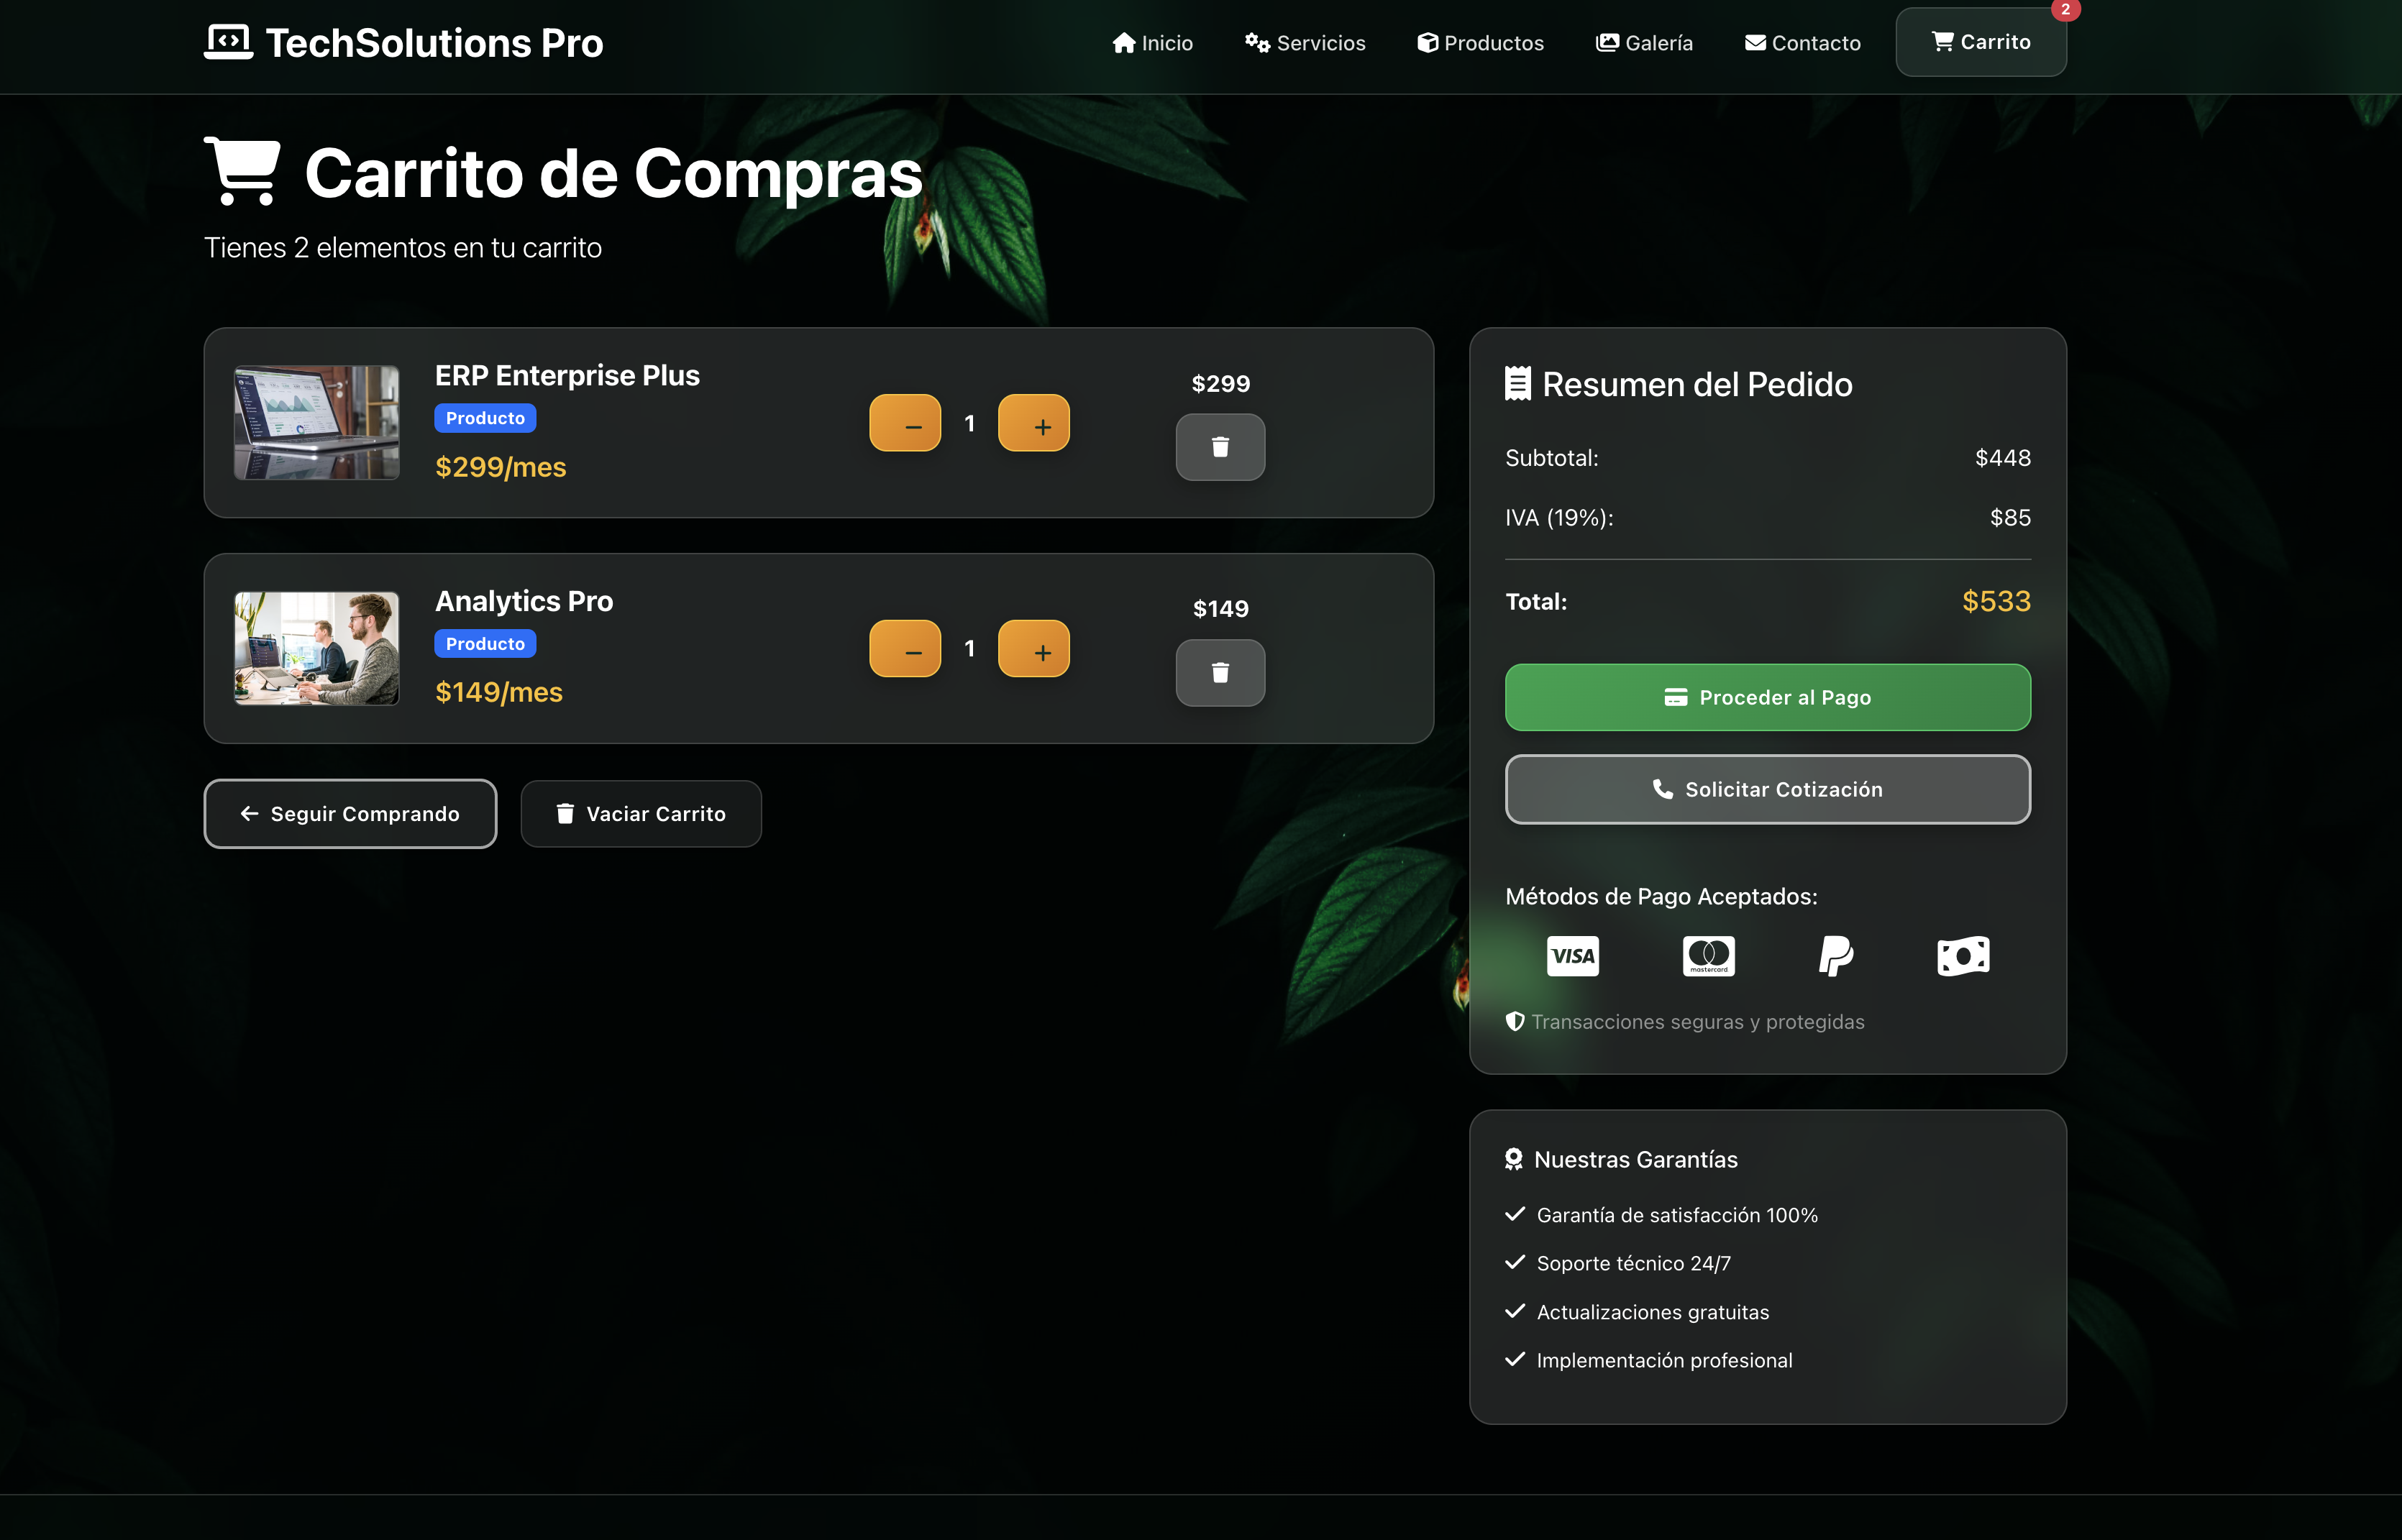 TechSolutions Pro
Inicio
Servicios
Productos
Galería
Contacto
Carrito
2
Carrito de Compras
Tienes 2 elementos en tu carrito
ERP Enterprise Plus
Producto
$299/mes
−
1
+
$299
Analytics Pro
Producto
$149/mes
−
1
+
$149
Seguir Comprando
Vaciar Carrito
Resumen del Pedido
Subtotal: $448
IVA (19%): $85
Total: $533
Proceder al Pago
Solicitar Cotización
Métodos de Pago Aceptados:
VISA
mastercard
Transacciones seguras y protegidas
Nuestras Garantías
Garantía de satisfacción 100%
Soporte técnico 24/7
Actualizaciones gratuitas
Implementación profesional